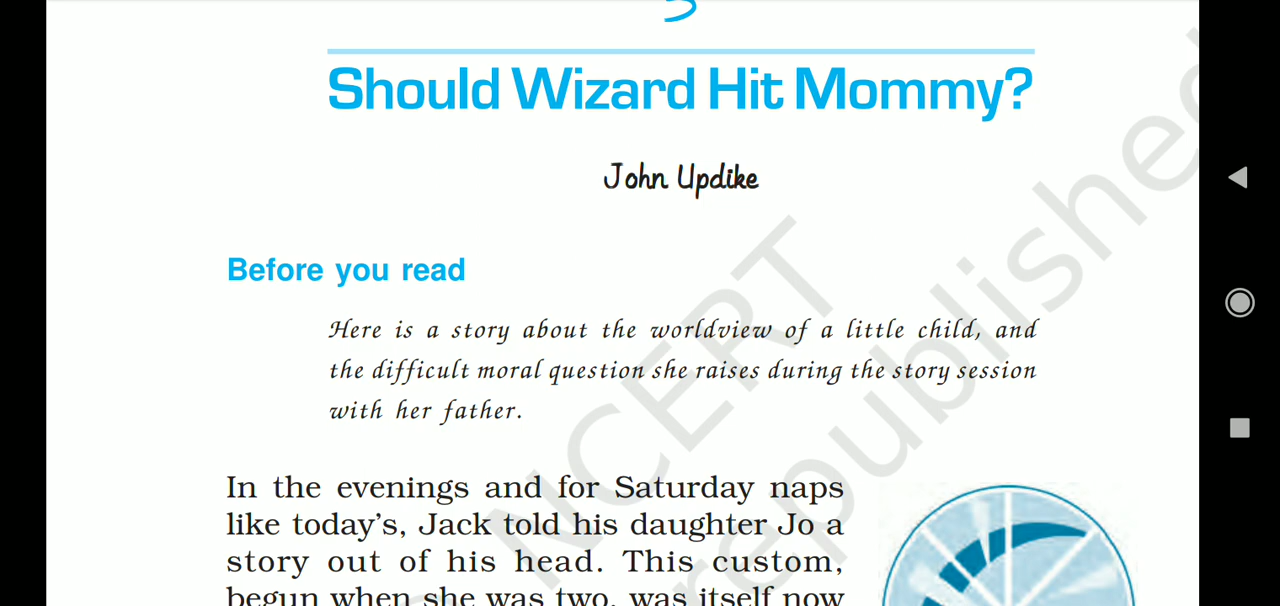 Should Wizard Hit Mommy?
John Updike
Before you read
Here is a story about the worldview of a little child, and
the difficult moral question she raises during the story session
with her father.
In the evenings and for Saturday naps
like today's, Jack told his daughter Jo a
story out of his head. This custom,
begun when she was two, was itself now
NCERT
republished